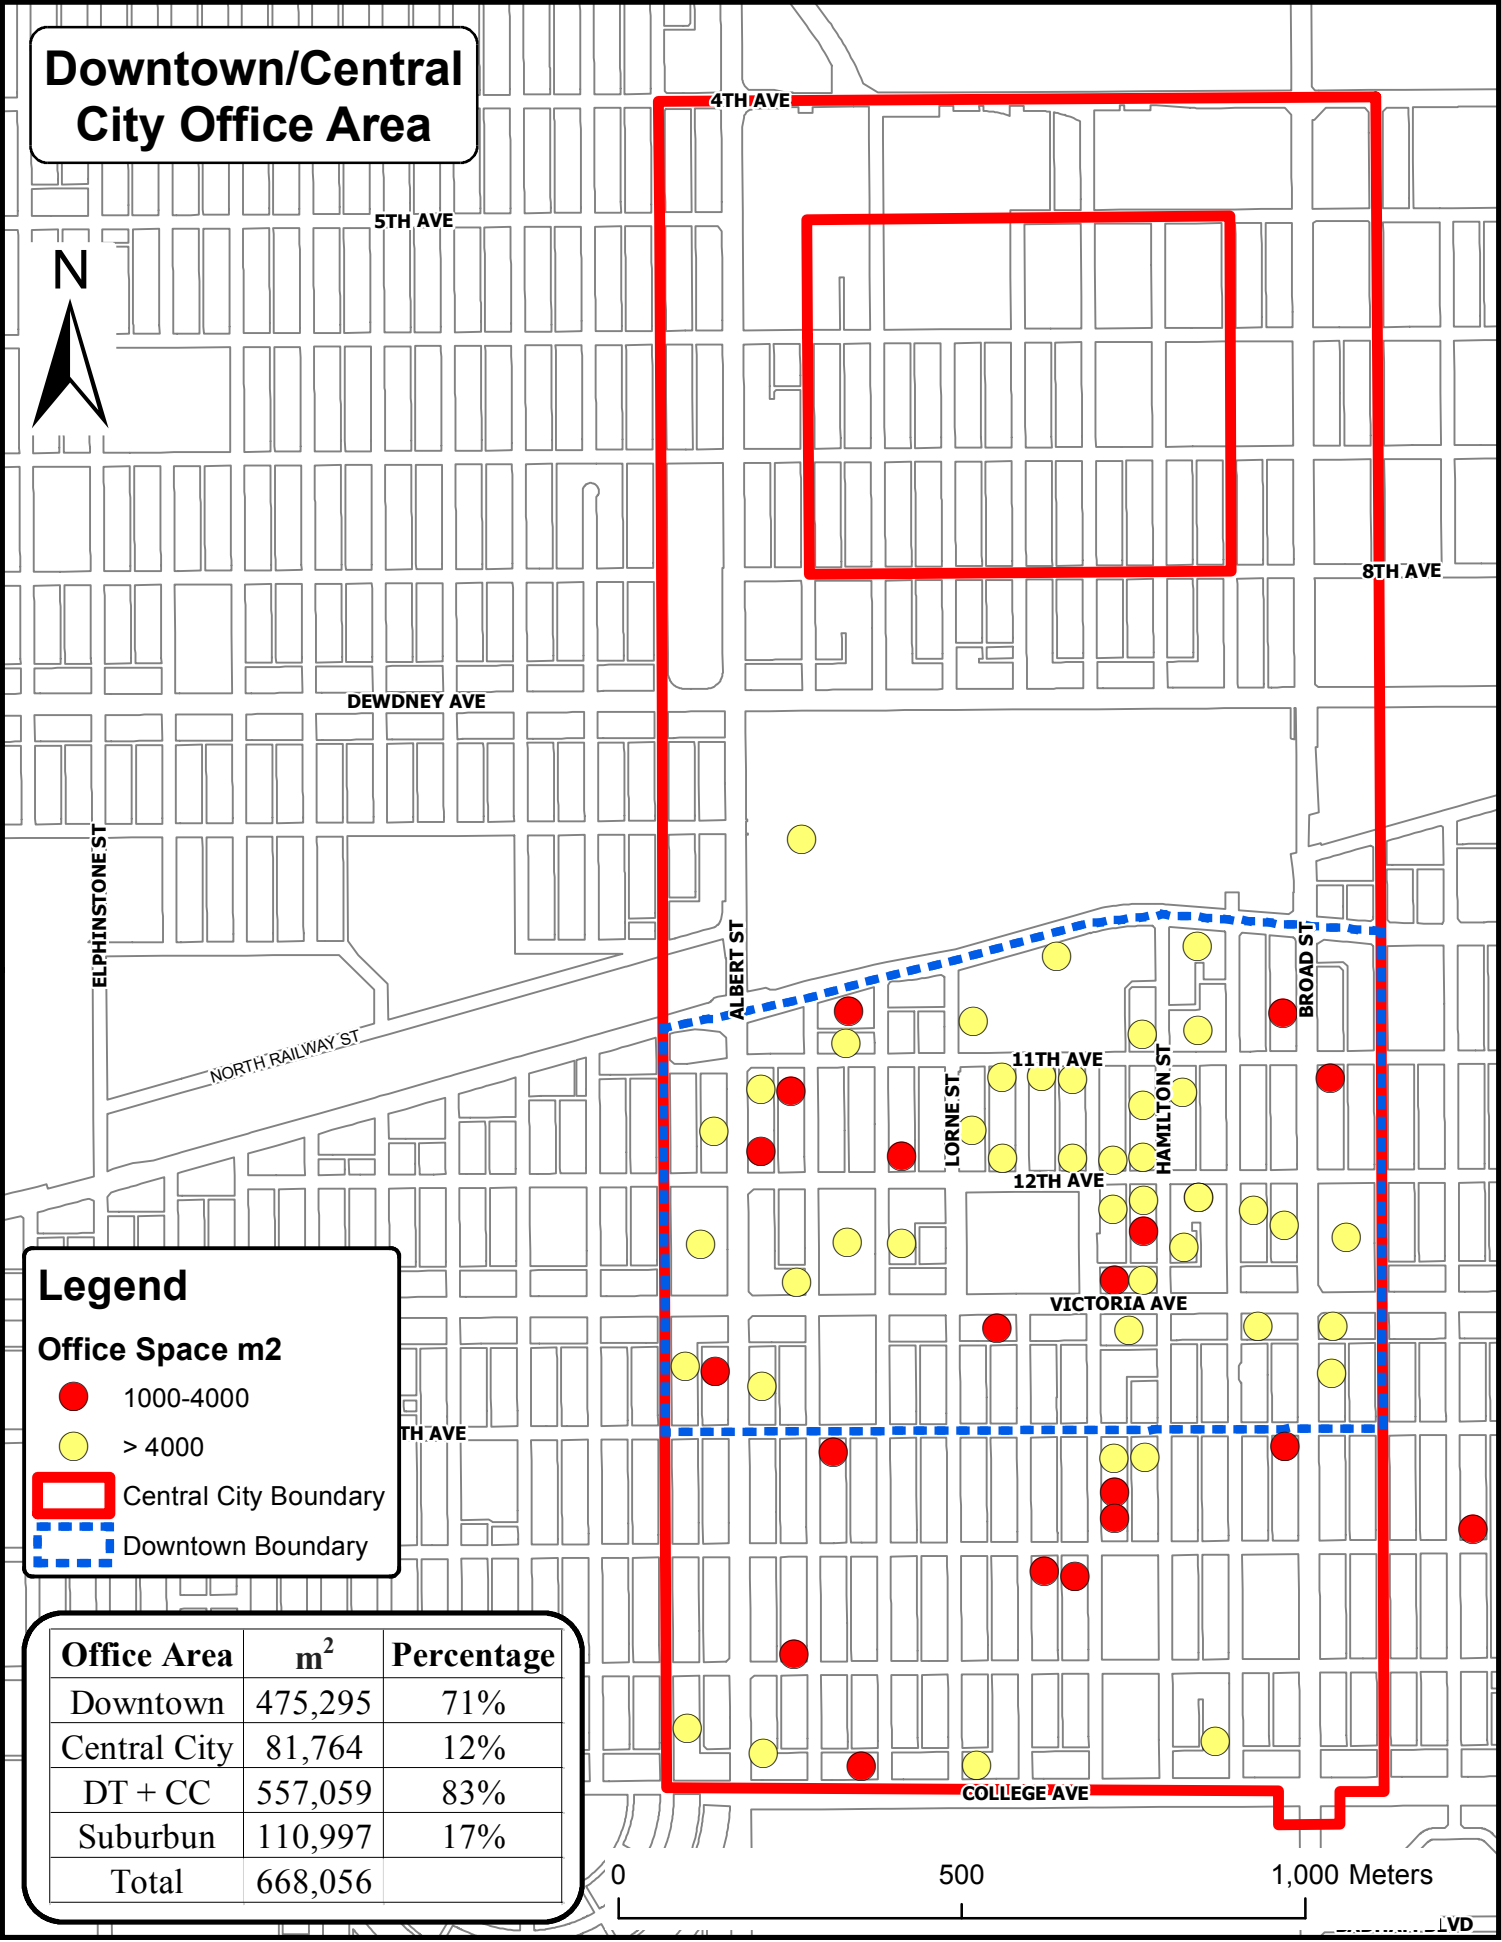 Downtown/Central
City Office Area
4TH AVE
5TH AVE
N
8TH AVE
DEWDNEY AVE
ELPHINSTONE ST
ALBERT ST
BROAD ST
NORTH RAILWAY ST
11TH AVE
HAMILTON ST
LORNE ST
12TH AVE
VICTORIA AVE
Legend
Office Space m2
1000-4000
> 4000
TH AVE
Central City Boundary
Downtown Boundary
Office Area m² Percentage
Downtown 475,295 71%
Central City 81,764 12%
DT + CC 557,059 83%
Suburbun 110,997 17%
Total 668,056
COLLEGE AVE
0 500 1,000 Meters
BLVD